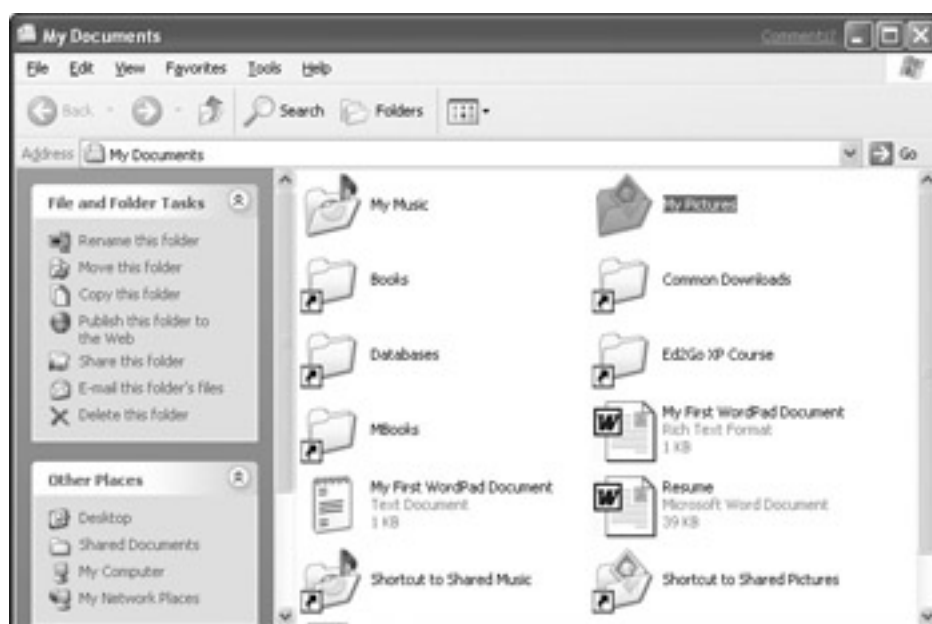 My Documents
Comments?
File Edit View Favorites Tools Help
Back Search Folders
Address My Documents Go
File and Folder Tasks
Rename this folder
Move this folder
Copy this folder
Publish this folder to
the Web
Share this folder
E-mail this folder's files
Delete this folder
Other Places
Desktop
Shared Documents
My Computer
My Network Places
My Music
My Pictures
Books
Common Downloads
Databases
Ed2Go XP Course
MBooks
My First WordPad Document
Rich Text Format
1 KB
My First WordPad Document
Text Document
1 KB
Resume
Microsoft Word Document
39 KB
Shortcut to Shared Music
Shortcut to Shared Pictures